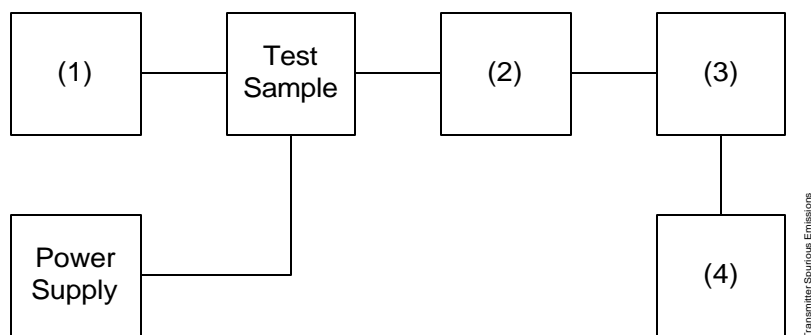 (1)
Test
Sample
(2)
(3)
Power
Supply
(4)
Transmitter Spurious Emissions